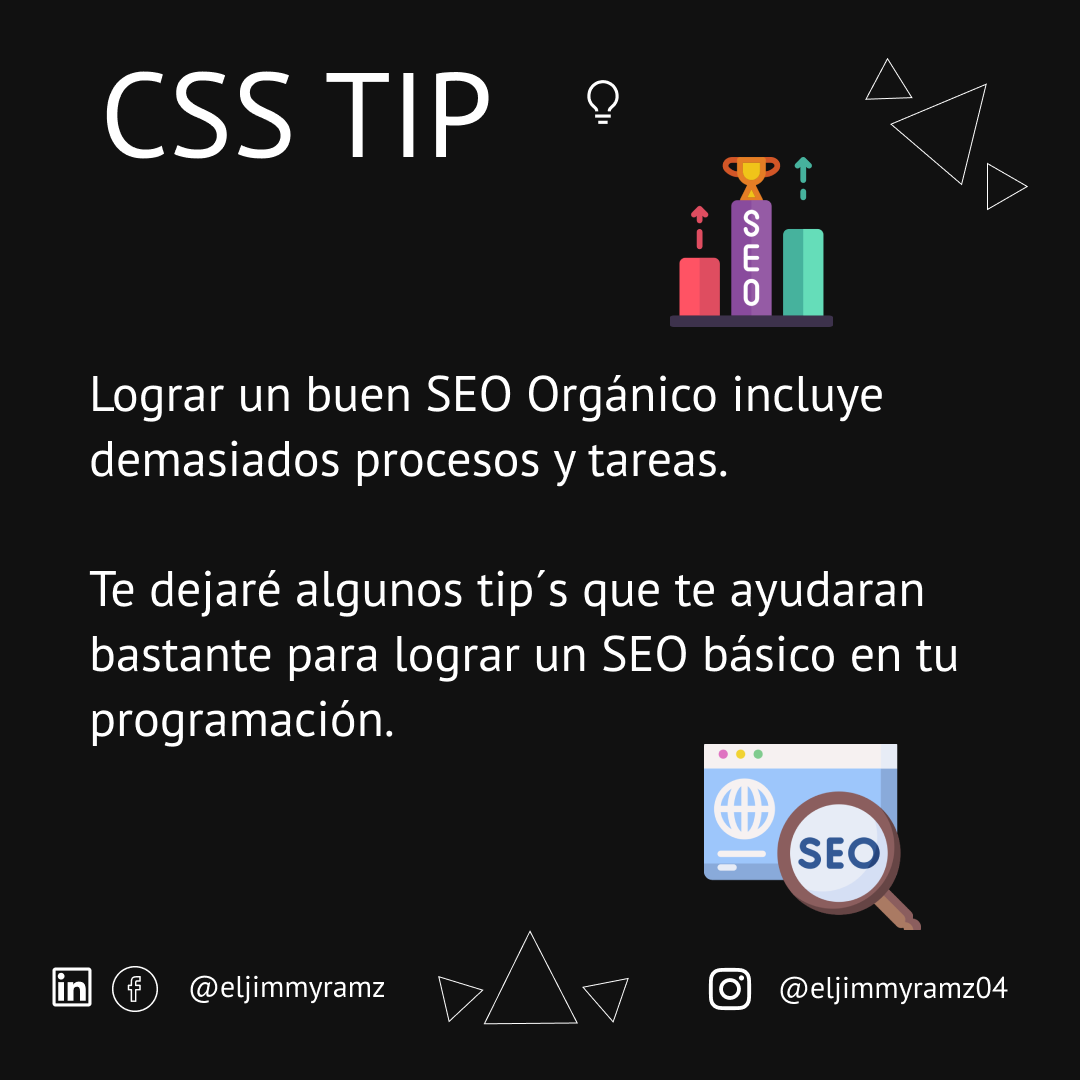 CSS TIP
SEO
Lograr un buen SEO Orgánico incluye
demasiados procesos y tareas.
Te dejaré algunos tip´s que te ayudaran
bastante para lograr un SEO básico en tu
programación.
SEO
@eljimmyramz
@eljimmyramz04